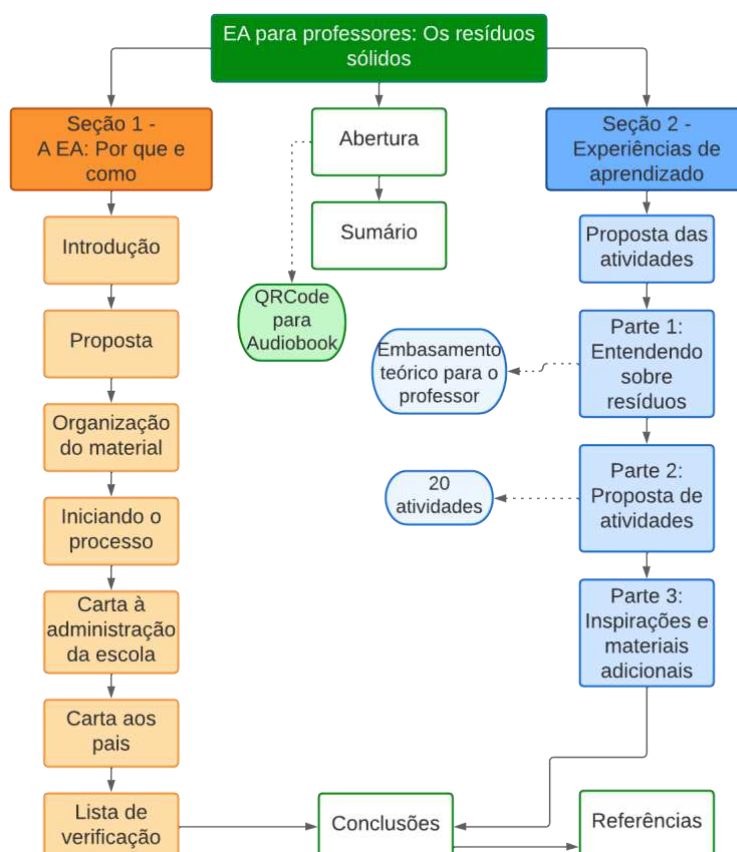 EA para professores: Os resíduos
sólidos
Seção 1 -
A EA: Por que e
como
Introdução
Proposta
Organização
do material
Iniciando o
processo
Carta à
administração
da escola
Carta aos
pais
Lista de
verificação
Abertura
Sumário
QRCode
para
Audiobook
Seção 2 -
Experiências de
aprendizado
Proposta das
atividades
Parte 1:
Entendendo
sobre
resíduos
Embasamento
teórico para o
professor
Parte 2:
Proposta de
atividades
20
atividades
Parte 3:
Inspirações e
materiais
adicionais
Conclusões
Referências